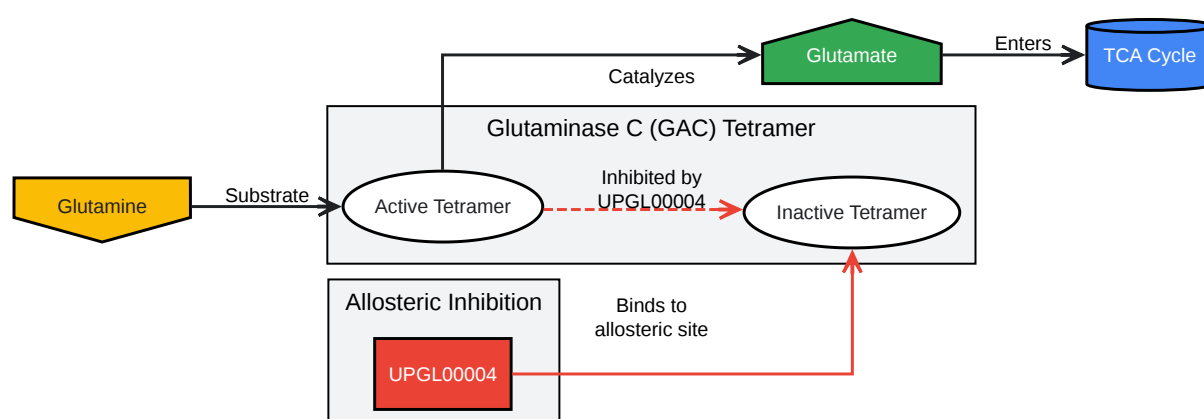 Glutamate
Enters
TCA Cycle
Catalyzes
Glutaminase C (GAC) Tetramer
Glutamine
Substrate
Active Tetramer
Inhibited by
UPGL00004
Inactive Tetramer
Allosteric Inhibition
Binds to
allosteric site
UPGL00004